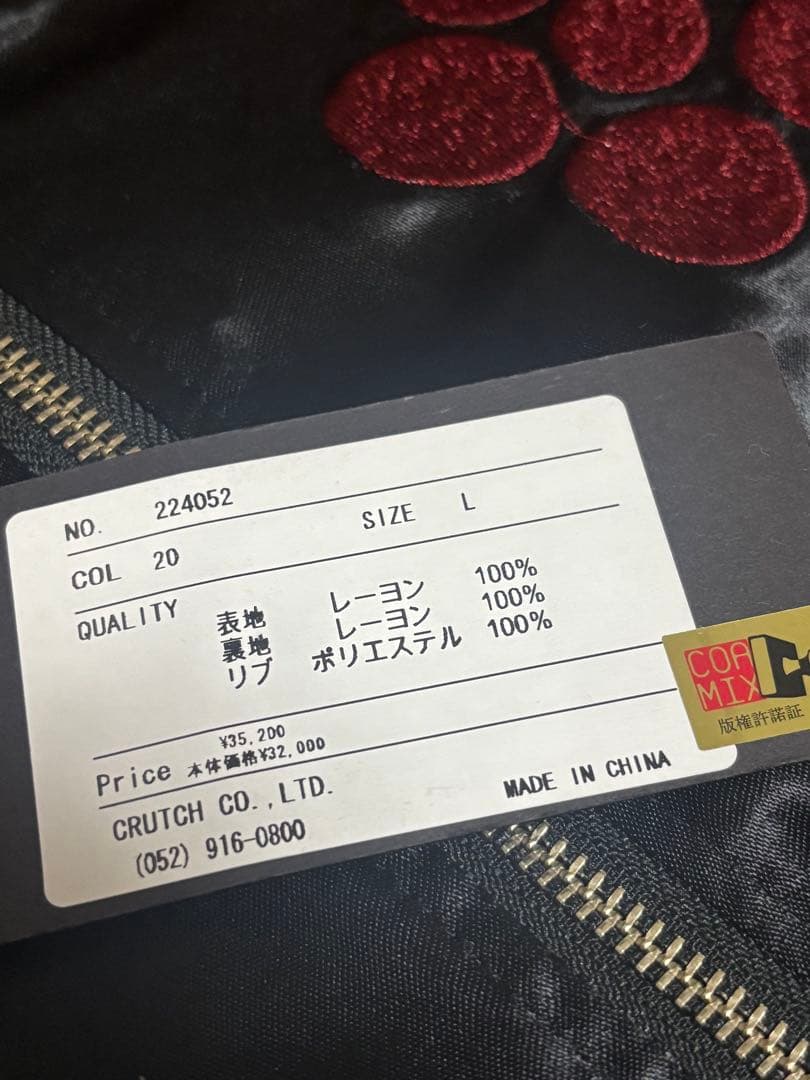 NO. 224052
COL 20 SIZE L
QUALITY 表地 レーヨン 100%
裏地 レーヨン 100%
リブ ポリエステル 100%
¥35,200
Price 本体価格¥32,000
CRUTCH CO.,LTD.
(052) 916-0800
MADE IN CHINA
COA
MIX
版権許諾証